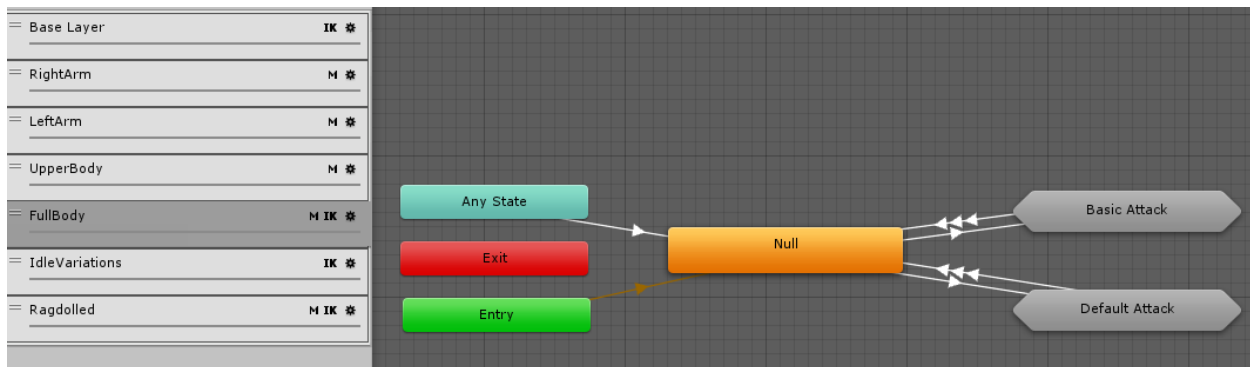 Base Layer IK
RightArm M
LeftArm M
UpperBody M
FullBody M IK
IdleVariations IK
Ragdolled M IK
Any State
Exit
Entry
Null
Basic Attack
Default Attack